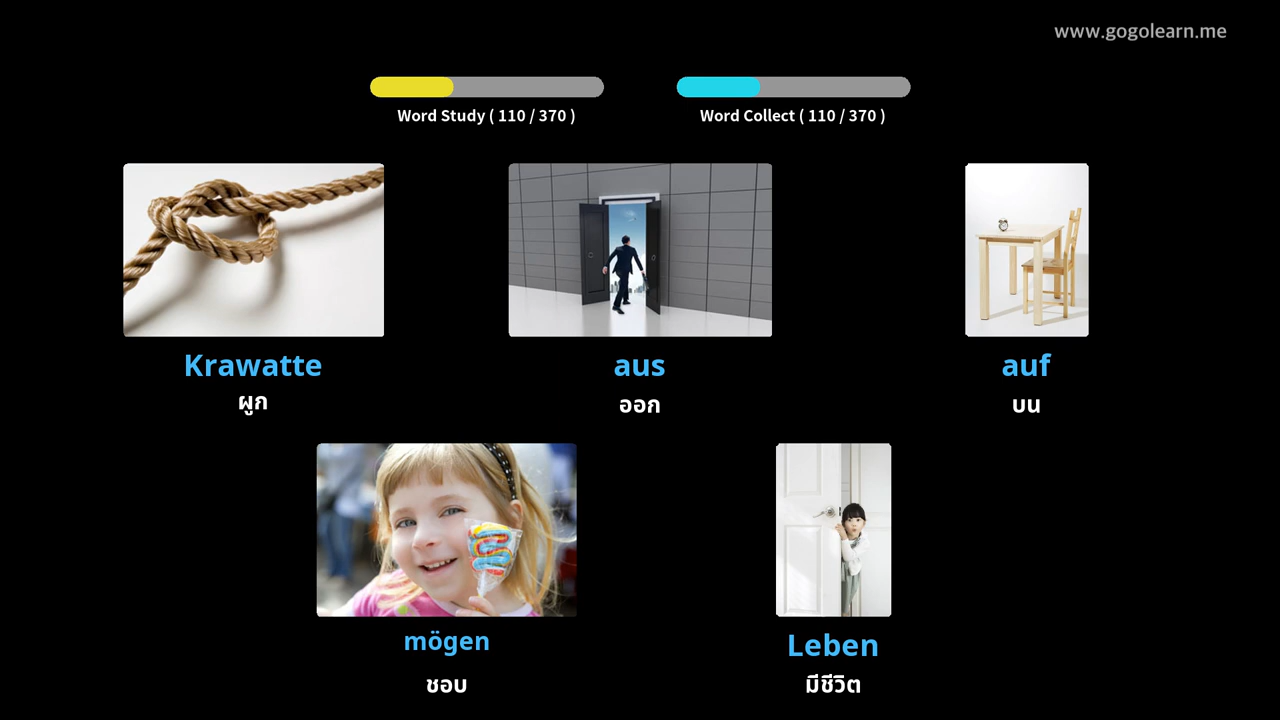 www.gogolearn.me
Word Study ( 110 / 370 )
Word Collect ( 110 / 370 )
Krawatte
ผูก
aus
ออก
auf
บน
mögen
ชอบ
Leben
มีชีวิต